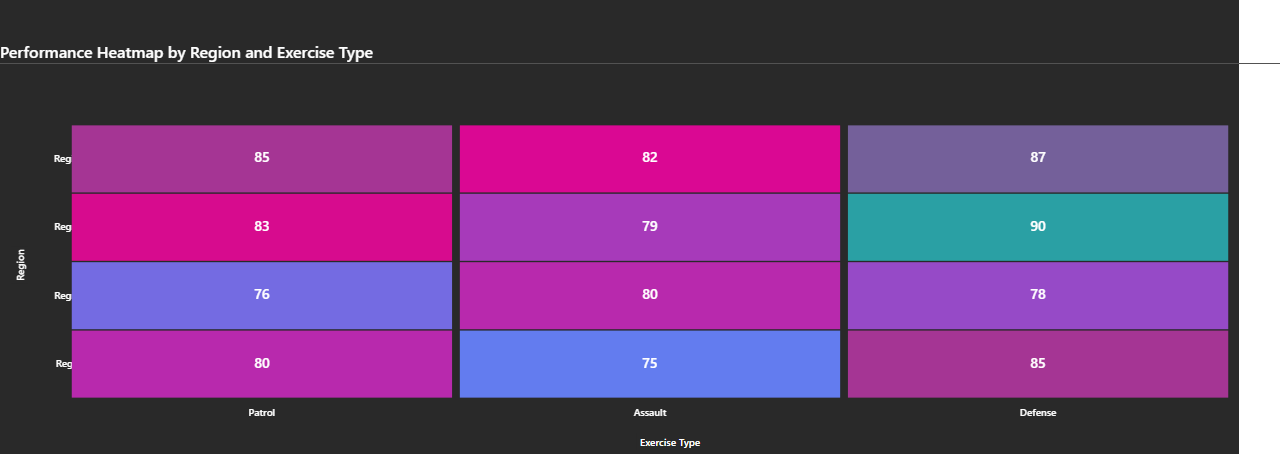 Performance Heatmap by Region and Exercise Type
Reg 85 82 87
Reg 83 79 90
Reg 76 80 78
Reg 80 75 85
Region
Patrol Assault Defense
Exercise Type